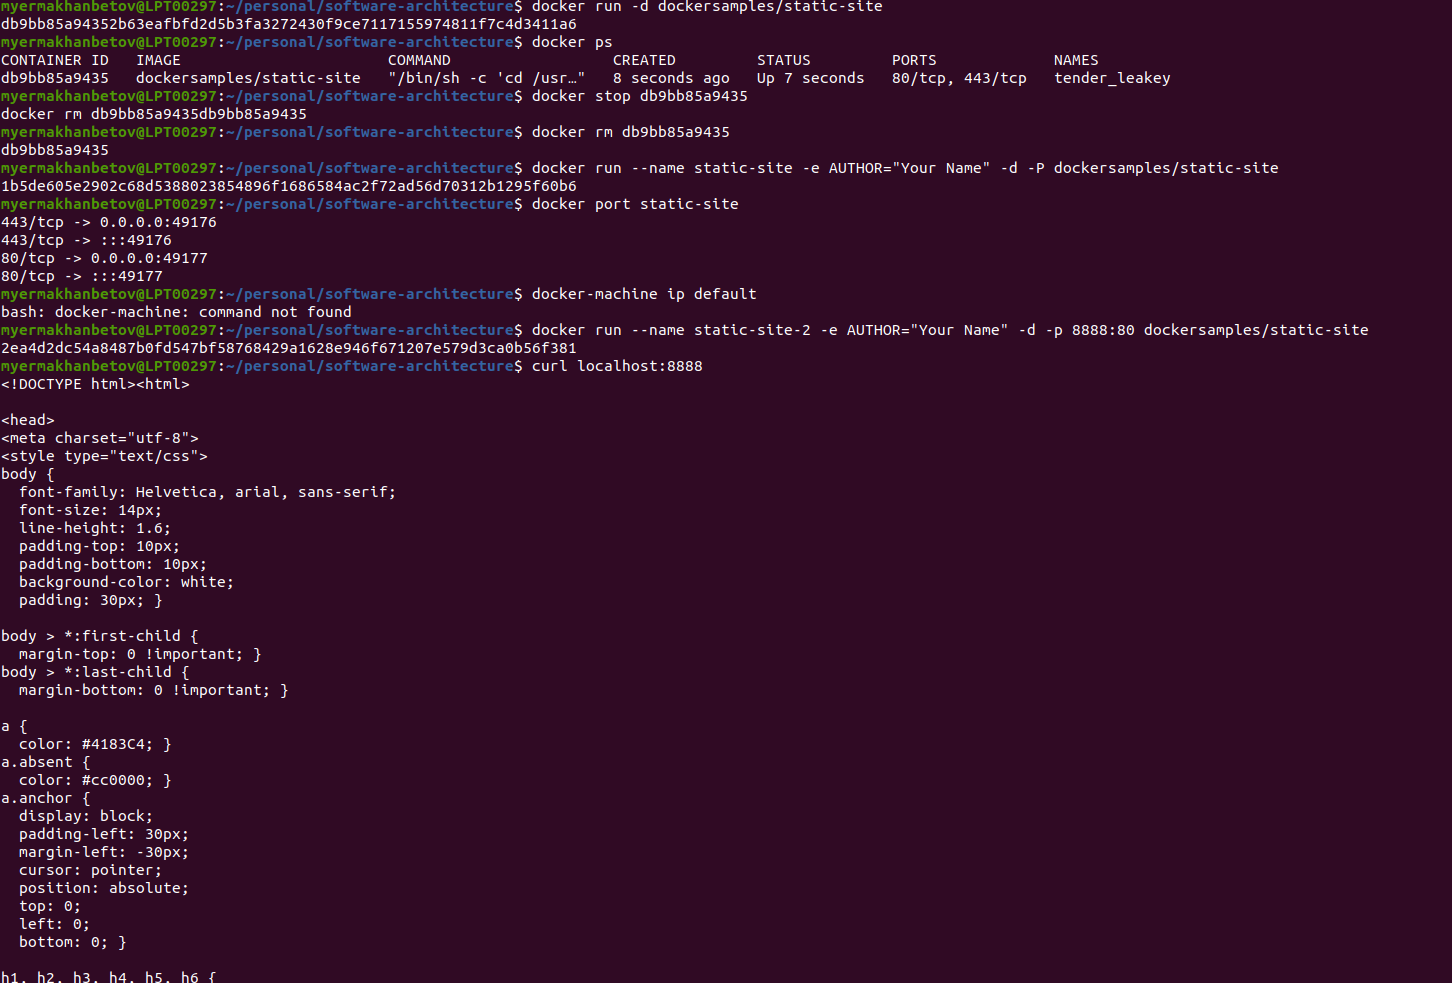 myermakhanbetov@LPT00297:~/personal/software-architecture$ docker run -d dockersamples/static-site
db9bb85a94352b63eafbfd2d5b3fa3272430f9ce7117155974811f7c4d3411a6
myermakhanbetov@LPT00297:~/personal/software-architecture$ docker ps
CONTAINER ID   IMAGE                       COMMAND                  CREATED         STATUS         PORTS             NAMES
db9bb85a9435   dockersamples/static-site   "/bin/sh -c 'cd /usr…"   8 seconds ago   Up 7 seconds   80/tcp, 443/tcp   tender_leakey
myermakhanbetov@LPT00297:~/personal/software-architecture$ docker stop db9bb85a9435
docker rm db9bb85a9435db9bb85a9435
myermakhanbetov@LPT00297:~/personal/software-architecture$ docker rm db9bb85a9435
db9bb85a9435
myermakhanbetov@LPT00297:~/personal/software-architecture$ docker run --name static-site -e AUTHOR="Your Name" -d -P dockersamples/static-site
1b5de605e2902c68d5388023854896f1686584ac2f72ad56d70312b1295f60b6
myermakhanbetov@LPT00297:~/personal/software-architecture$ docker port static-site
443/tcp -> 0.0.0.0:49176
443/tcp -> :::49176
80/tcp -> 0.0.0.0:49177
80/tcp -> :::49177
myermakhanbetov@LPT00297:~/personal/software-architecture$ docker-machine ip default
bash: docker-machine: command not found
myermakhanbetov@LPT00297:~/personal/software-architecture$ docker run --name static-site-2 -e AUTHOR="Your Name" -d -p 8888:80 dockersamples/static-site
2ea4d2dc54a8487b0fd547bf58768429a1628e946f671207e579d3ca0b56f381
myermakhanbetov@LPT00297:~/personal/software-architecture$ curl localhost:8888
<!DOCTYPE html><html>

<head>
<meta charset="utf-8">
<style type="text/css">
body {
  font-family: Helvetica, arial, sans-serif;
  font-size: 14px;
  line-height: 1.6;
  padding-top: 10px;
  padding-bottom: 10px;
  background-color: white;
  padding: 30px; }

body > *:first-child {
  margin-top: 0 !important; }
body > *:last-child {
  margin-bottom: 0 !important; }

a {
  color: #4183C4; }
a.absent {
  color: #cc0000; }
a.anchor {
  display: block;
  padding-left: 30px;
  margin-left: -30px;
  cursor: pointer;
  position: absolute;
  top: 0;
  left: 0;
  bottom: 0; }

h1, h2, h3, h4, h5, h6 {